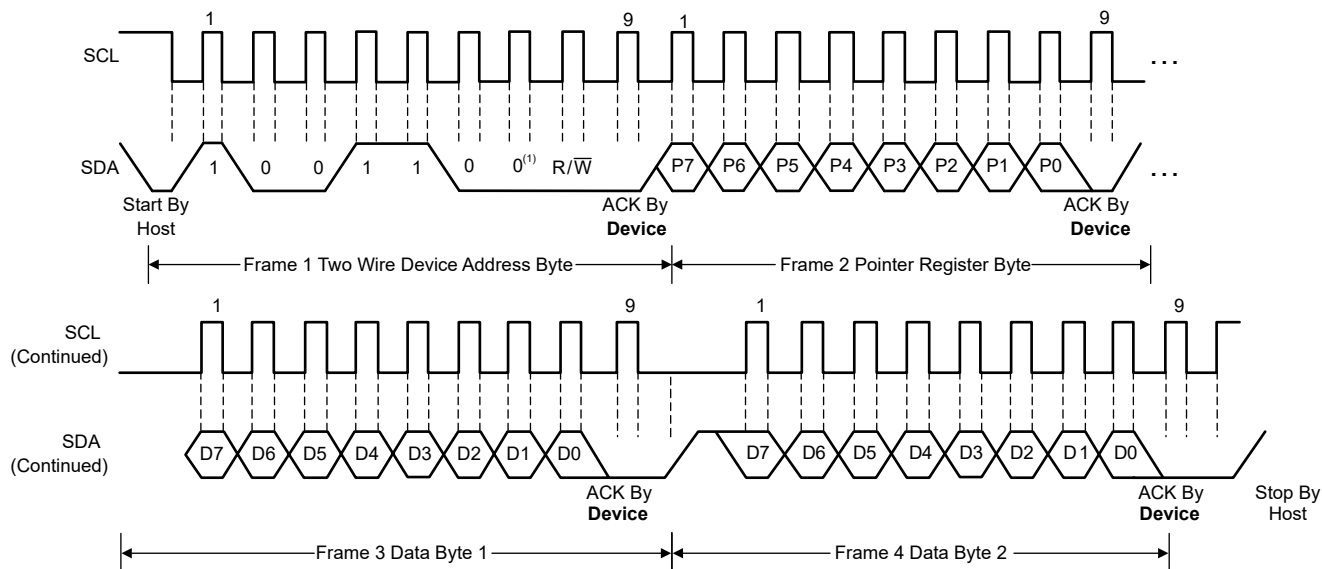 1 9 1 9
SCL ...
SDA 1 0 0 1 1 0 0(1) R/W̅ P7 P6 P5 P4 P3 P2 P1 P0 ...
Start By Host
ACK By Device
ACK By Device
Frame 1 Two Wire Device Address Byte
Frame 2 Pointer Register Byte
1 9 1 9
SCL (Continued)
SDA (Continued) D7 D6 D5 D4 D3 D2 D1 D0 D7 D6 D5 D4 D3 D2 D1 D0
ACK By Device
ACK By Device
Stop By Host
Frame 3 Data Byte 1
Frame 4 Data Byte 2